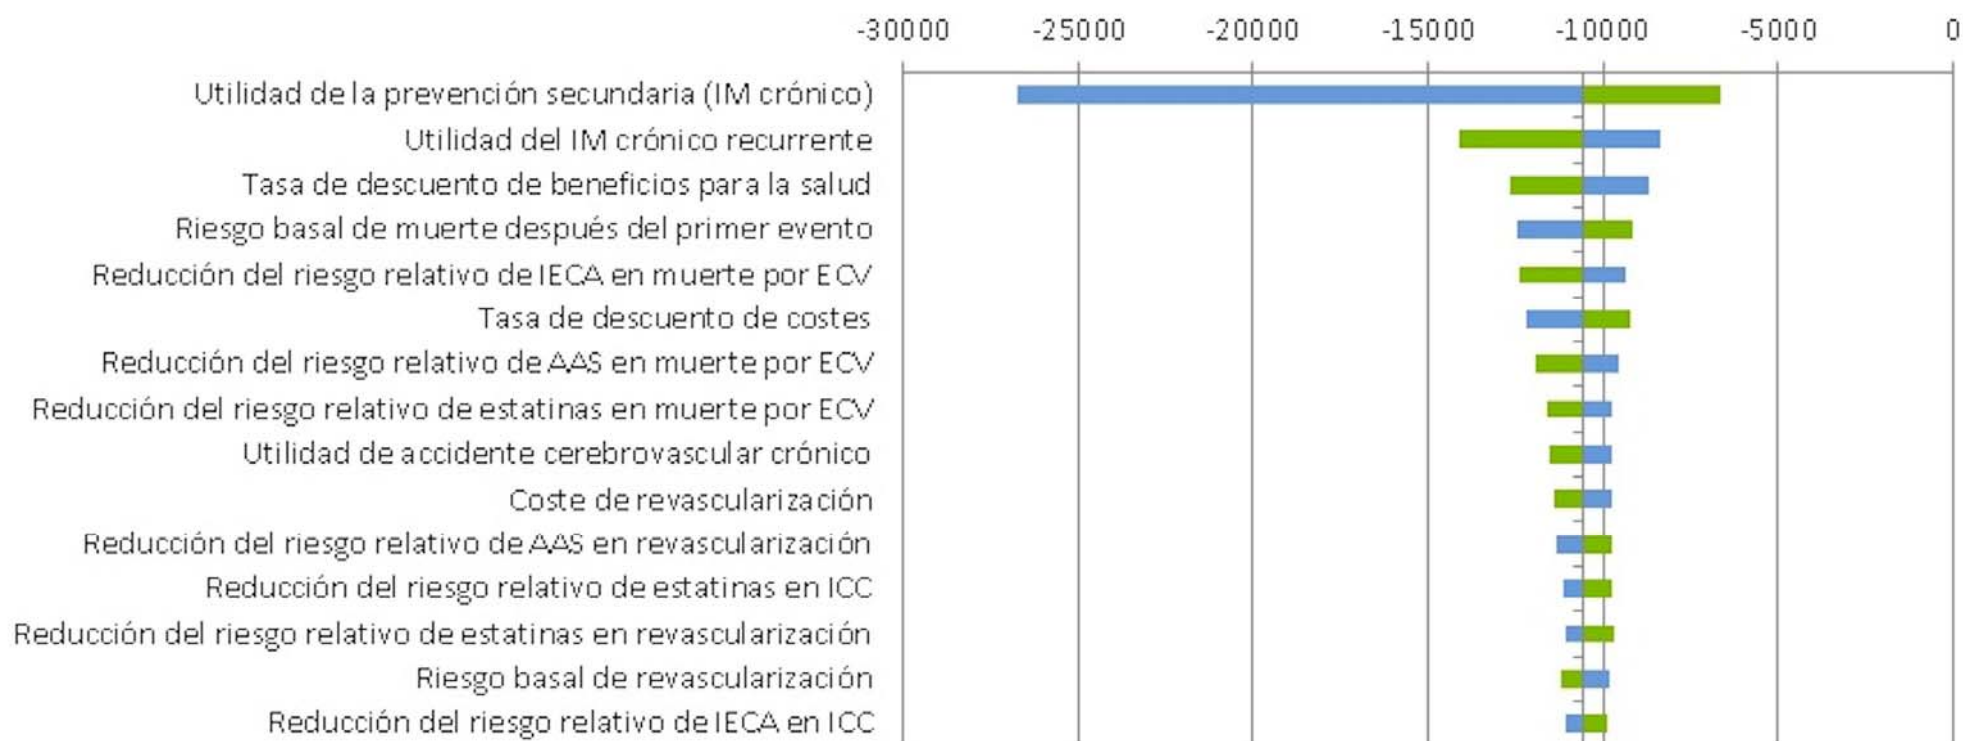 -30000 -25000 -20000 -15000 -10000 -5000 0
Utilidad de la prevención secundaria (IM crónico)
Utilidad del IM crónico recurrente
Tasa de descuento de beneficios para la salud
Riesgo basal de muerte después del primer evento
Reducción del riesgo relativo de IECA en muerte por ECV
Tasa de descuento de costes
Reducción del riesgo relativo de AAS en muerte por ECV
Reducción del riesgo relativo de estatinas en muerte por ECV
Utilidad de accidente cerebrovascular crónico
Coste de revascularización
Reducción del riesgo relativo de AAS en revascularización
Reducción del riesgo relativo de estatinas en ICC
Reducción del riesgo relativo de estatinas en revascularización
Riesgo basal de revascularización
Reducción del riesgo relativo de IECA en ICC